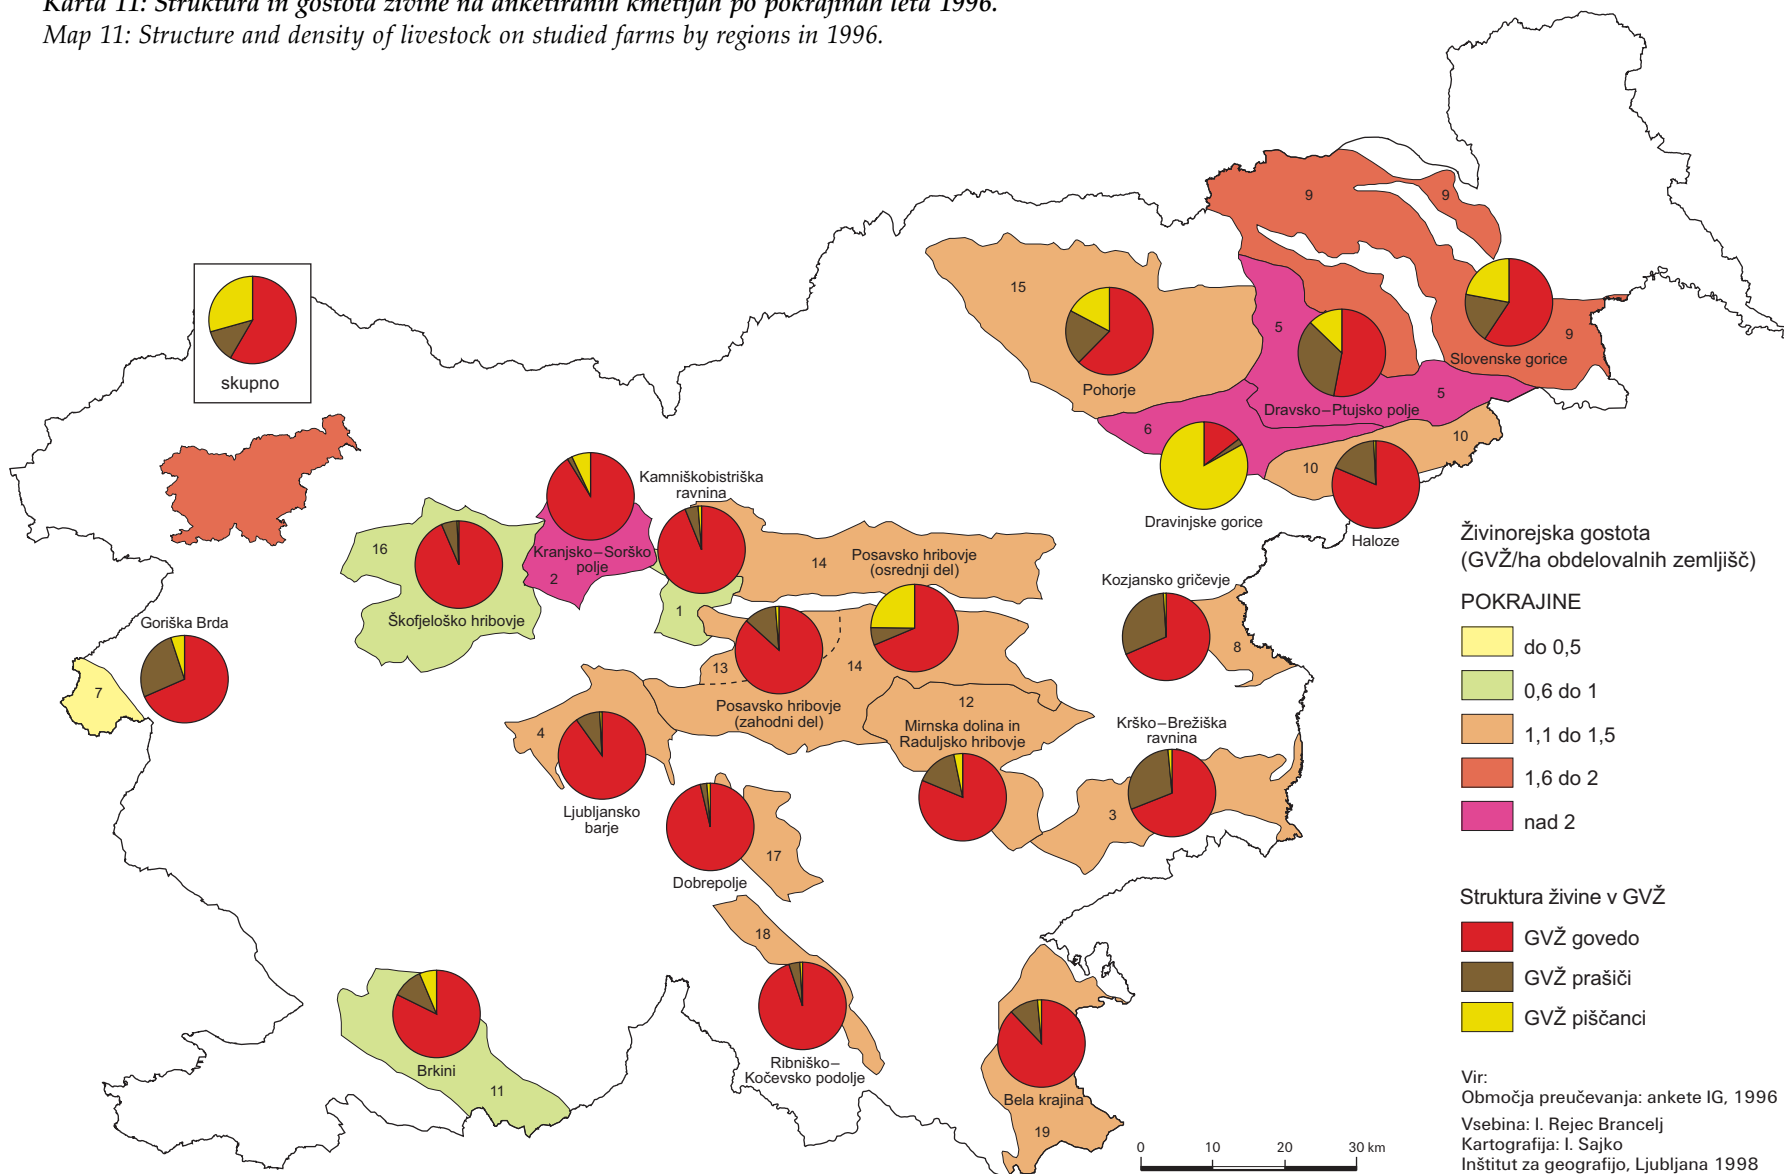 Karta 11: Struktura in gostota živine na anketiranih kmetijah po pokrajinah leta 1996.
Map 11: Structure and density of livestock on studied farms by regions in 1996.
skupno
9
9
15
5
Slovenske gorice
9
Pohorje
Dravsko–Ptujsko polje
5
6
10
10
Dravinjske gorice
Haloze
Kamniškobistriška
ravnina
16
Kranjsko–Sorško
polje
2
14
Posavsko hribovje
(osrednji del)
Škofjeloško hribovje
1
Kozjansko gričevje
8
Goriška Brda
7
13
14
Posavsko hribovje
(zahodni del)
12
Mirnska dolina in
Raduljsko hribovje
Krško–Brežiška
ravnina
3
4
Ljubljansko
barje
Dobrepolje
17
18
Ribniško–
Kočevsko podolje
Brkini
11
Bela krajina
19
Živinorejska gostota
(GVŽ/ha obdelovalnih zemljišč)
POKRAJINE
do 0,5
0,6 do 1
1,1 do 1,5
1,6 do 2
nad 2
Struktura živine v GVŽ
GVŽ govedo
GVŽ prašiči
GVŽ piščanci
Vir:
Območja preučevanja: ankete IG, 1996
Vsebina: I. Rejec Brancelj
Kartografija: I. Sajko
Inštitut za geografijo, Ljubljana 1998
0 10 20 30 km